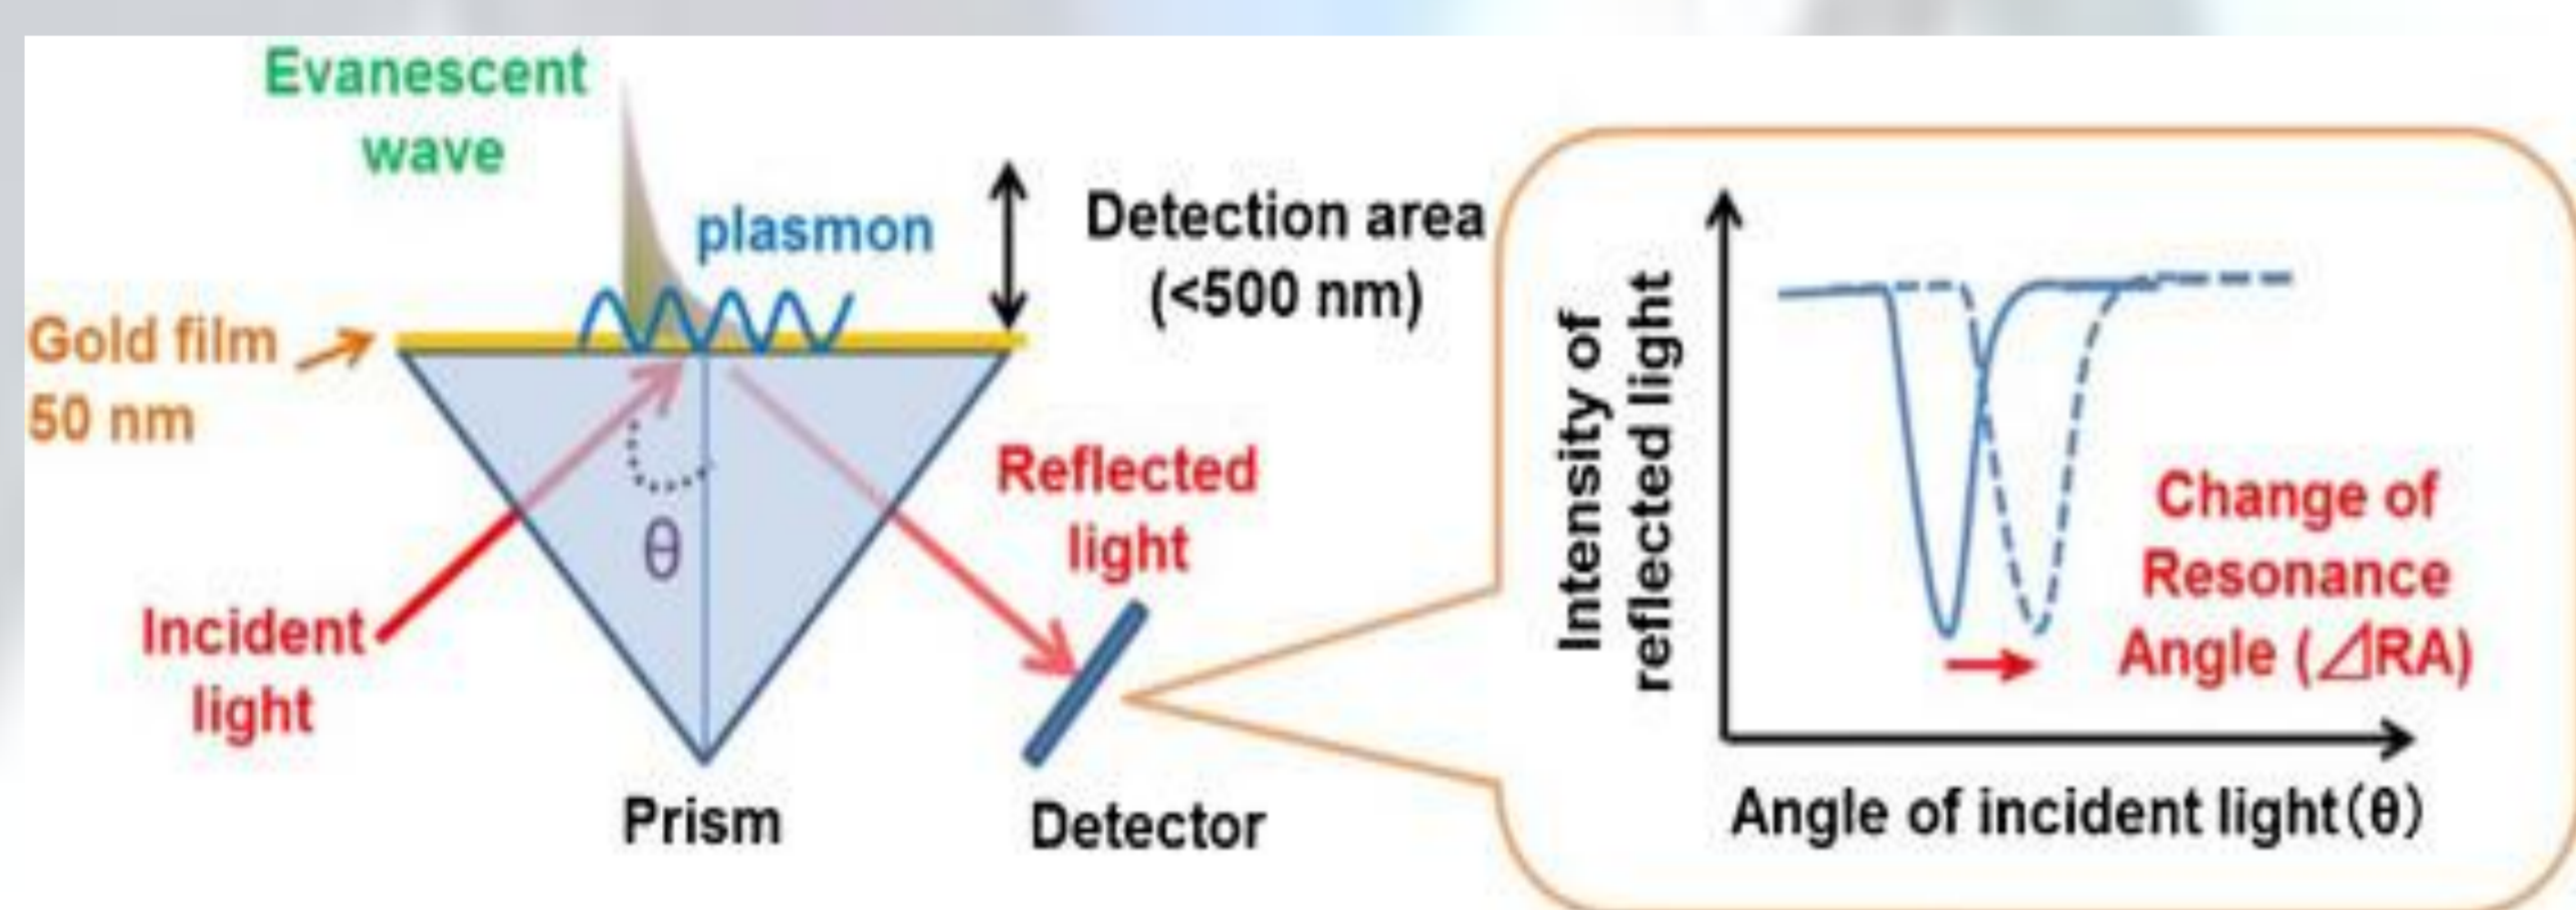 Evanescent
wave
plasmon
Detection area
(<500 nm)
Gold film
50 nm
θ
Incident
light
Reflected
light
Prism
Detector
Intensity of
reflected light
Change of
Resonance
Angle (⊿RA)
Angle of incident light(θ)